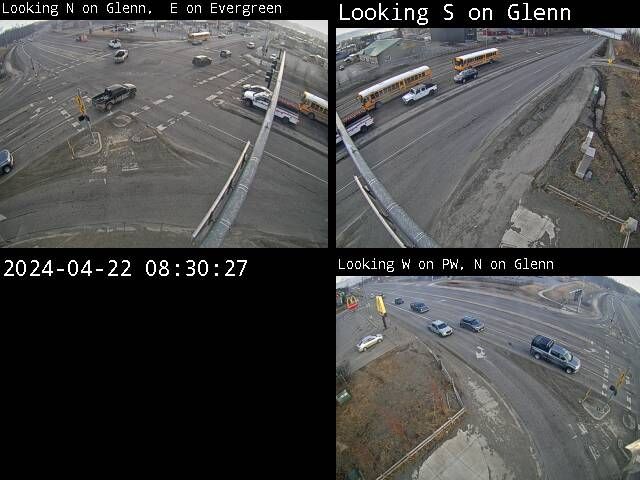 Looking N on Glenn,  E on Evergreen
Looking S on Glenn
2024-04-22 08:30:27
Looking W on PW, N on Glenn